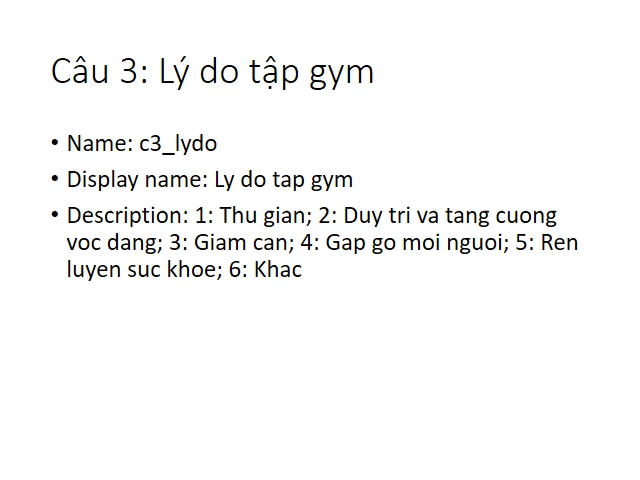 Câu 3: Lý do tập gym
• Name: c3_lydo
• Display name: Ly do tap gym
• Description: 1: Thu gian; 2: Duy tri va tang cuong
voc dang; 3: Giam can; 4: Gap go moi nguoi; 5: Ren
luyen suc khoe; 6: Khac